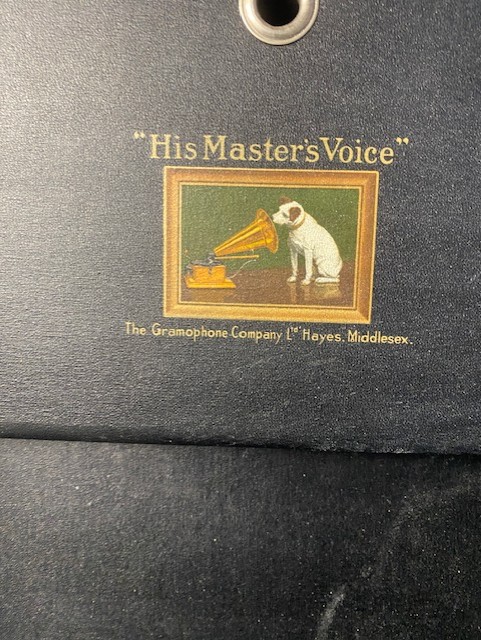 "His Master's Voice"
The Gramophone Company Ltd. Hayes. Middlesex.